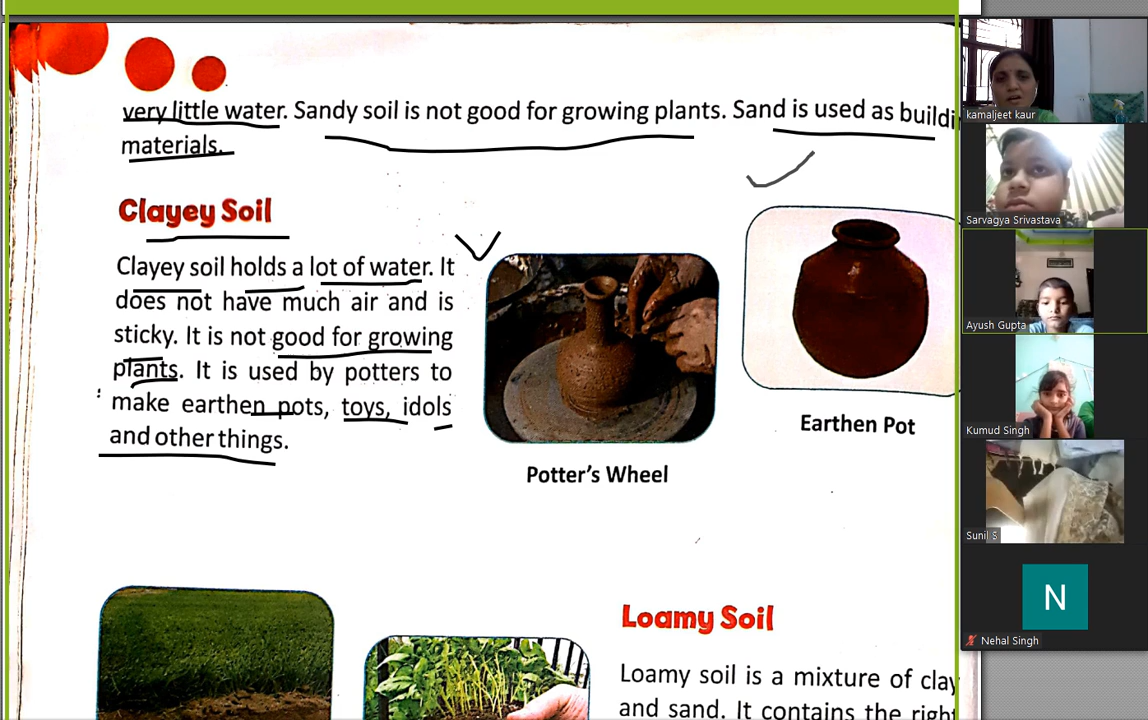 very little water. Sandy soil is not good for growing plants. Sand is used as
materials.
Clayey Soil
Clayey soil holds a lot of water. It
does not have much air and is
sticky. It is not good for growing
plants. It is used by potters to
make earthen pots, toys, idols
and other things.
Potter's Wheel
Earthen Pot
Loamy Soil
Loamy soil is a mixture of clay
and sand. It contains the right
kamaljeet kaur
Sarvagya Srivastava
Ayush Gupta
Kumud Singh
Sunil S
N
Nehal Singh